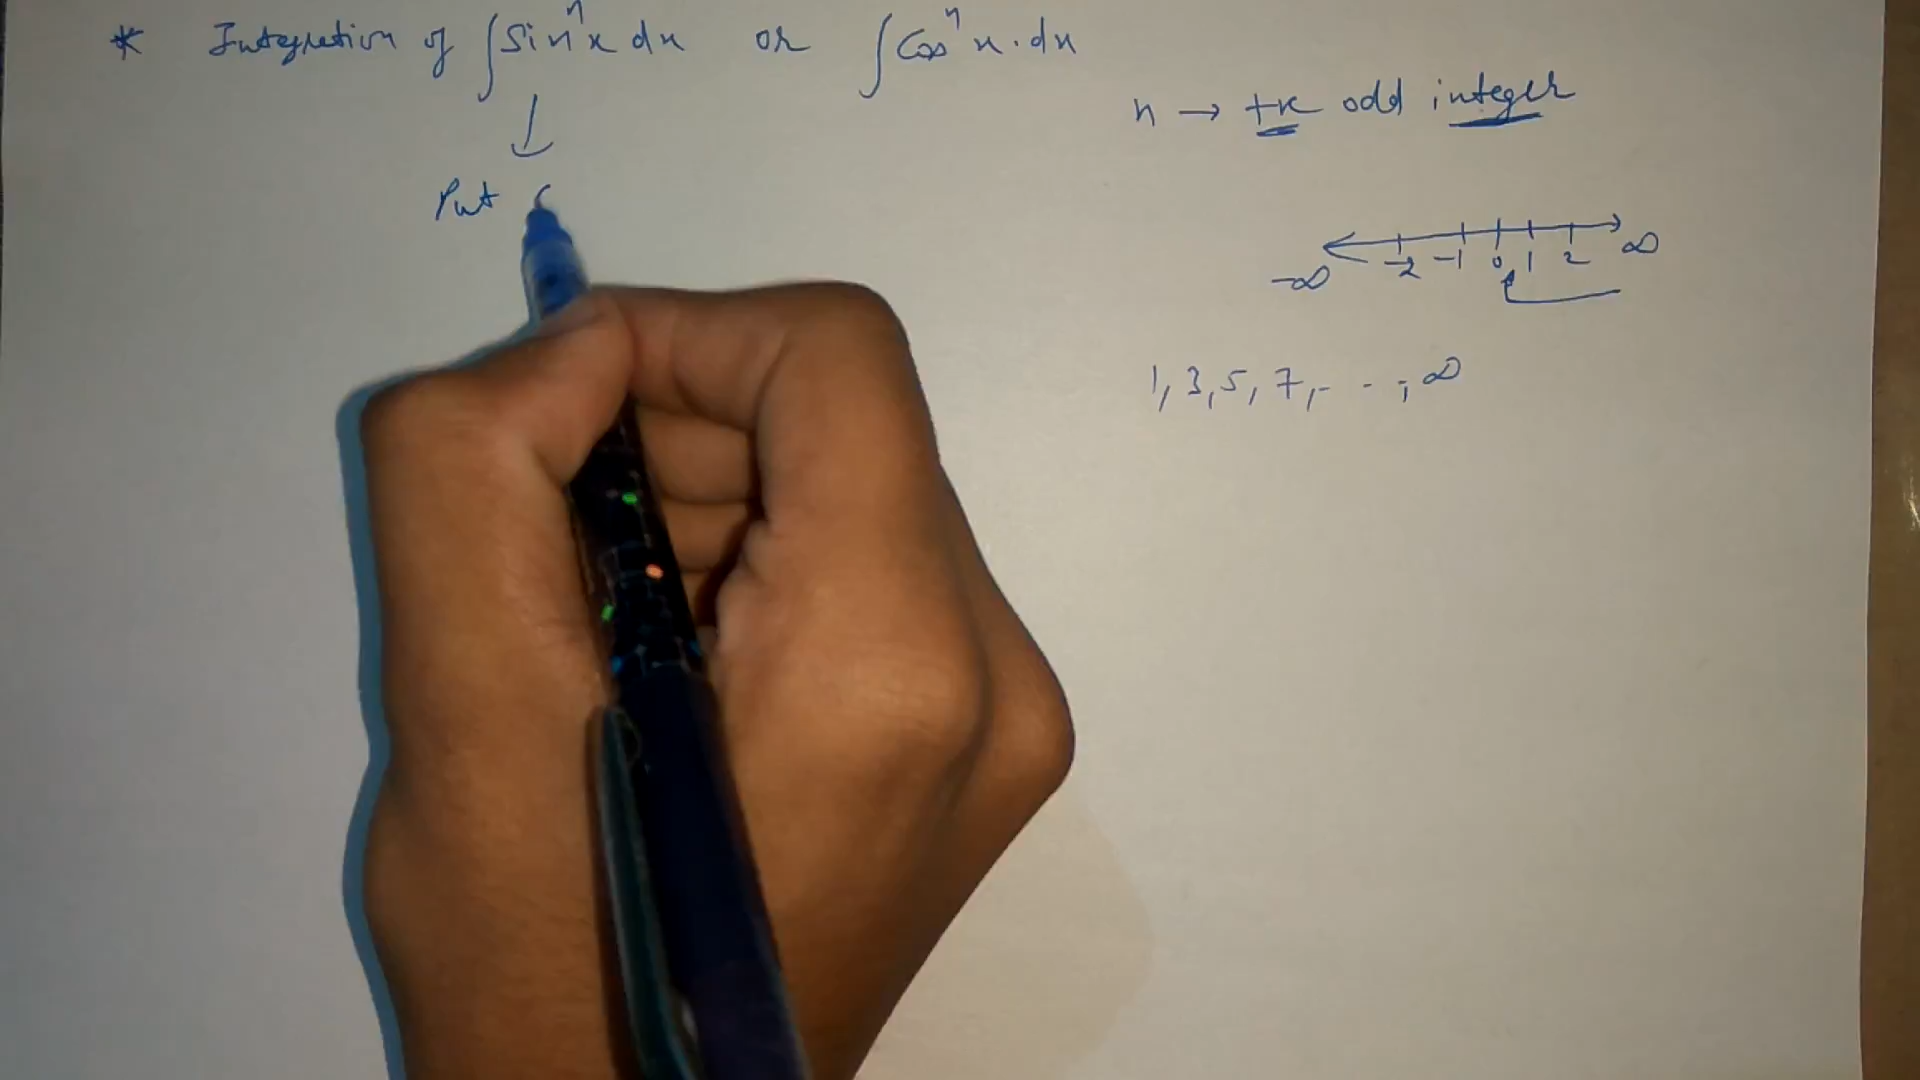 * Integration of ∫Sinⁿx dx or ∫Cosⁿx.dx
n → +ve odd integer
Put C
-∞ -2 -1 0 1 2 ∞
1, 3, 5, 7, - - -, ∞